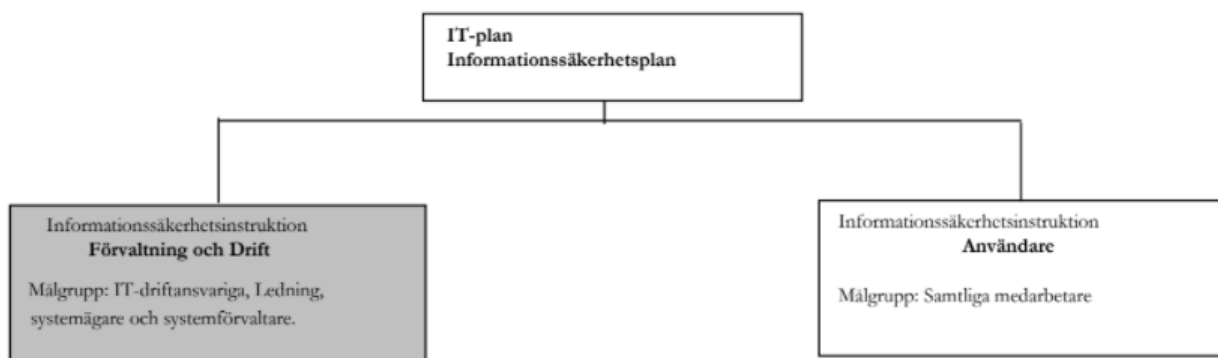 IT-plan
Informationssäkerhetsplan
Informationssäkerhetsinstruktion
Förvaltning och Drift
Målgrupp: IT-driftansvariga, Ledning,
systemägare och systemförvaltare.
Informationssäkerhetsinstruktion
Användare
Målgrupp: Samtliga medarbetare